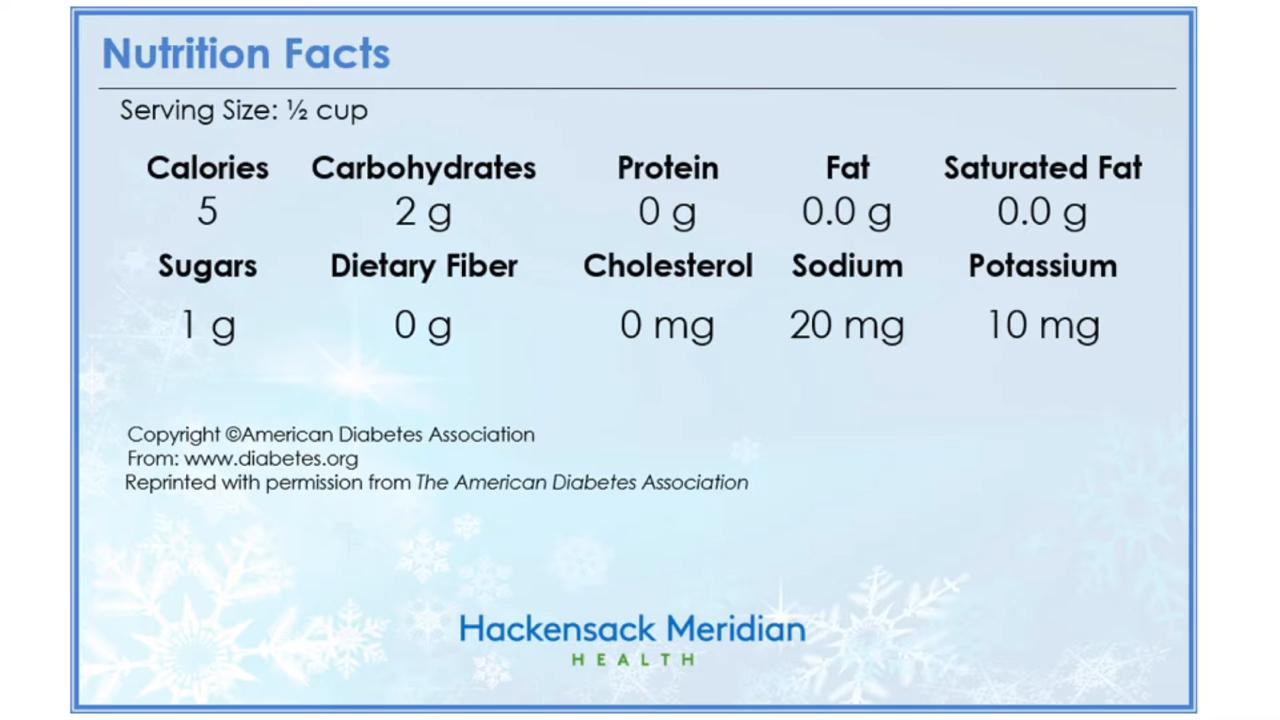 Nutrition Facts
Serving Size: ½ cup
Calories Carbohydrates Protein Fat Saturated Fat
5 2 g 0 g 0.0 g 0.0 g
Sugars Dietary Fiber Cholesterol Sodium Potassium
1 g 0 g 0 mg 20 mg 10 mg
Copyright ©American Diabetes Association
From: www.diabetes.org
Reprinted with permission from The American Diabetes Association
Hackensack Meridian
HEALTH